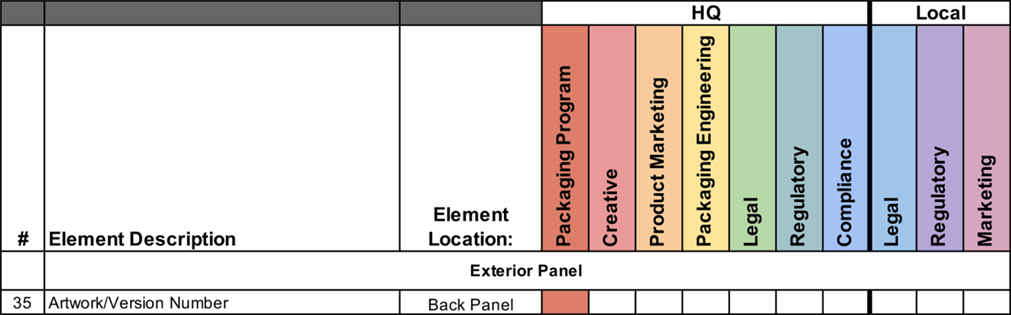 HQ
Local
#
Element Description
Element
Location:
Packaging Program
Creative
Product Marketing
Packaging Engineering
Legal
Regulatory
Compliance
Legal
Regulatory
Marketing
Exterior Panel
35 Artwork/Version Number Back Panel